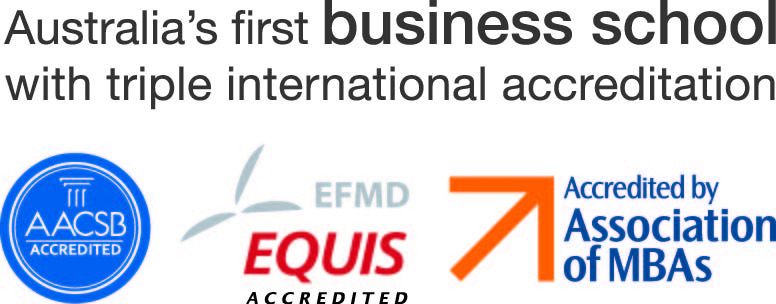 Australia’s first business school
with triple international accreditation
AACSB
ACCREDITED
EFMD
EQUIS
ACCREDITED
Accredited by
Association
of MBAs